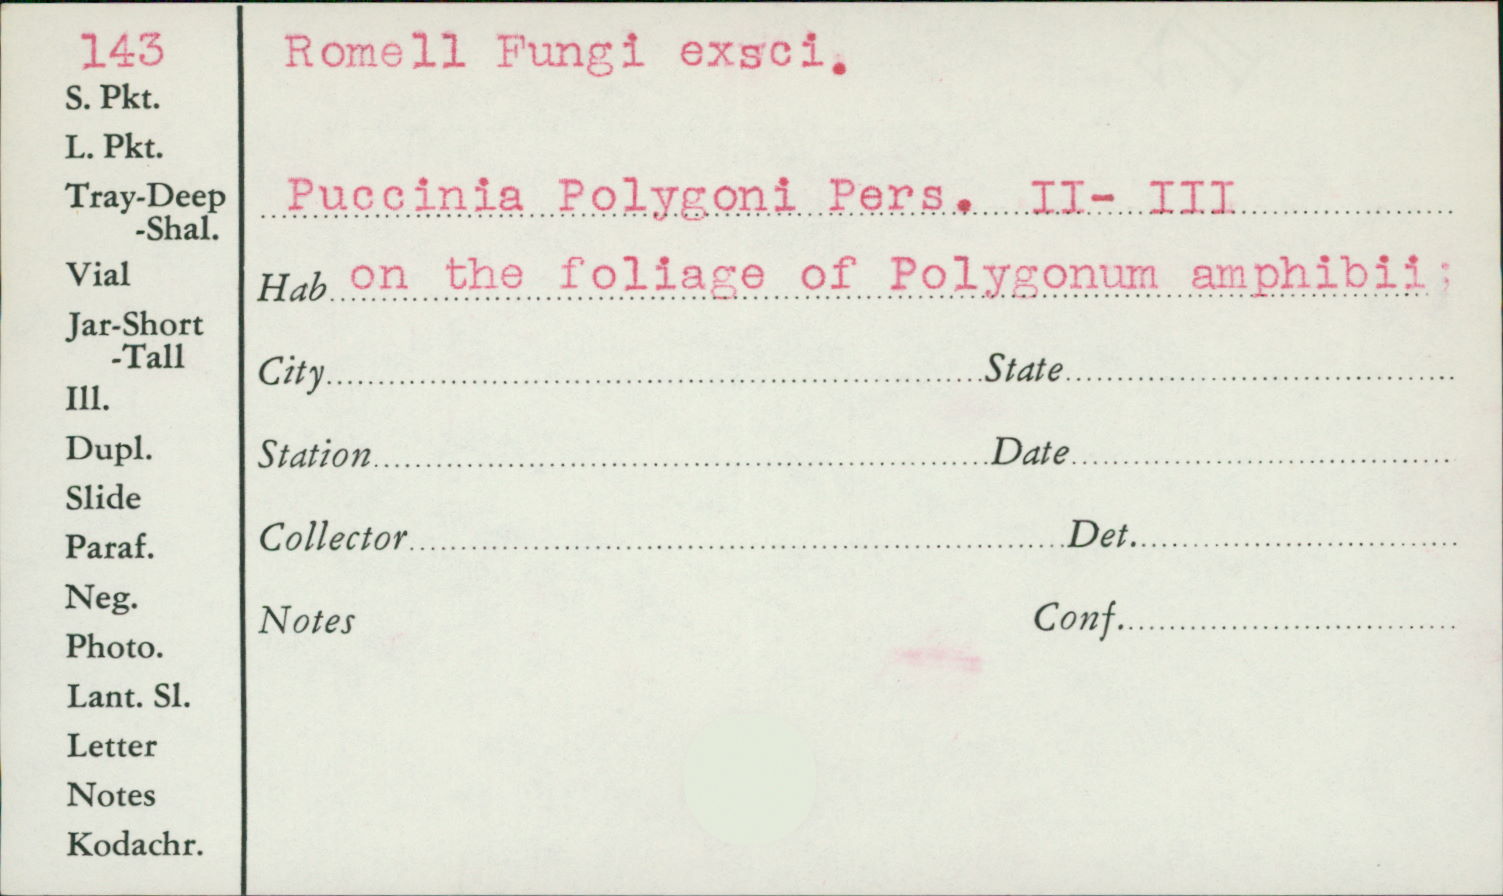 143 Romell Fungi exsci.
S. Pkt.
L. Pkt.
Tray-Deep
-Shal.
Puccinia Polygoni Pers. II- III
Vial
Hab on the foliage of Polygonum amphibii;
Jar-Short
-Tall
City State
Ill.
Dupl.
Station Date
Slide
Paraf.
Collector Det.
Neg.
Notes Conf.
Photo.
Lant. Sl.
Letter
Notes
Kodachr.